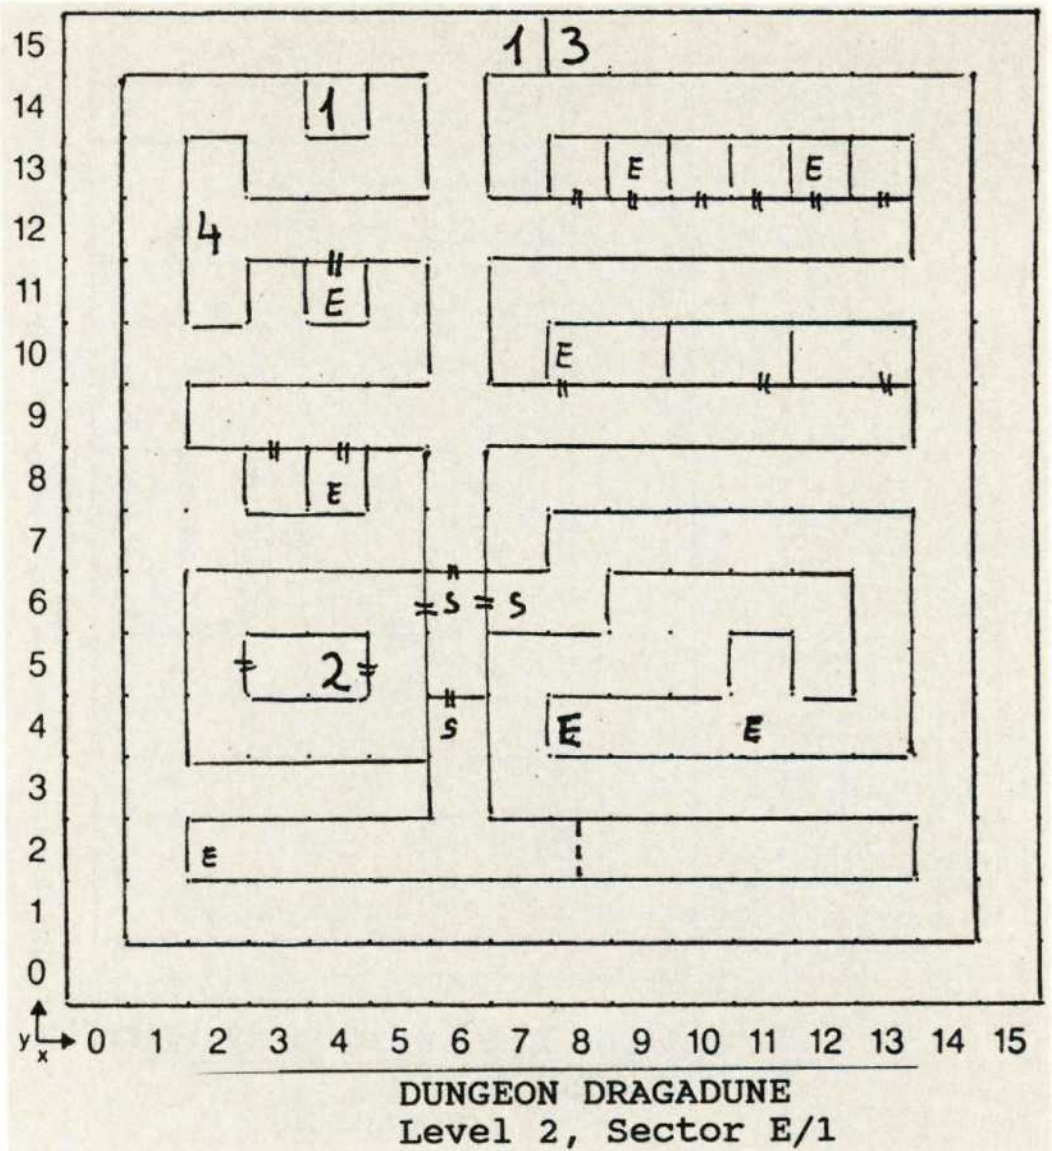 15 1 3
14 1
13 E E
12 4
11 E
10 E
9
8 E
7
6 S S
5 2
4 S E E
3
2 E
1
0
y x 0 1 2 3 4 5 6 7 8 9 10 11 12 13 14 15
DUNGEON DRAGADUNE
Level 2, Sector E/1